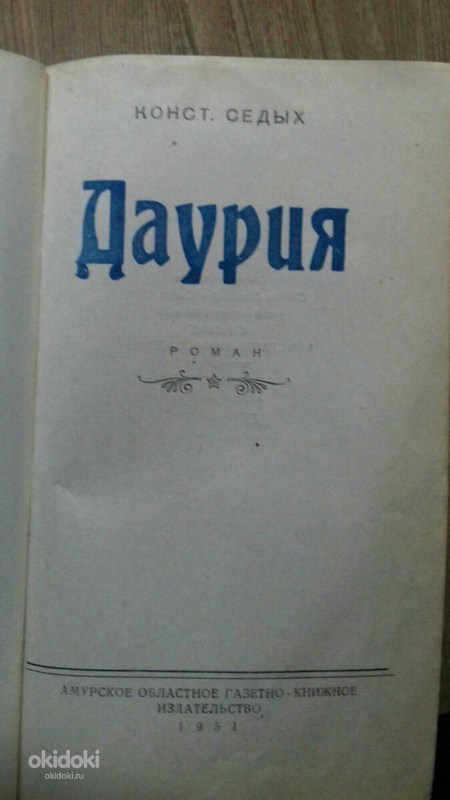 КОНСТ. СЕДЫХ
Даурия
РОМАН
АМУРСКОЕ ОБЛАСТНОЕ ГАЗЕТНО-КНИЖНОЕ
ИЗДАТЕЛЬСТВО
1951
okidoki
okidoki.ru